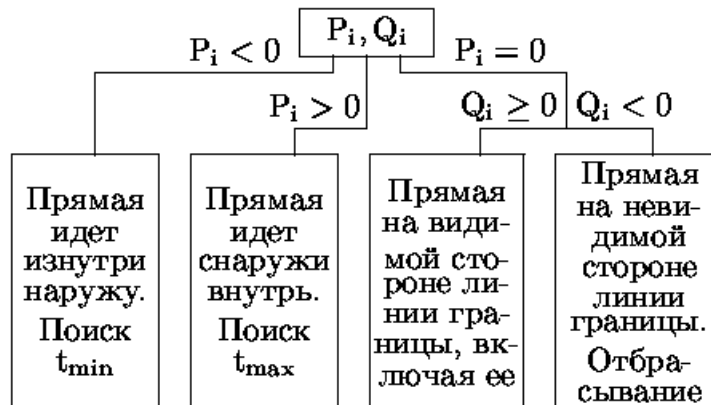 P_i, Q_i
P_i < 0
P_i = 0
P_i > 0
Q_i ≥ 0
Q_i < 0
Прямая
идет
изнутри
наружу.
Поиск
t_min
Прямая
идет
снаружи
внутрь.
Поиск
t_max
Прямая
на види-
мой сто-
роне ли-
нии гра-
ницы, вк-
лючая ее
Прямая
на неви-
димой
стороне
линии
границы.
Отбра-
сывание